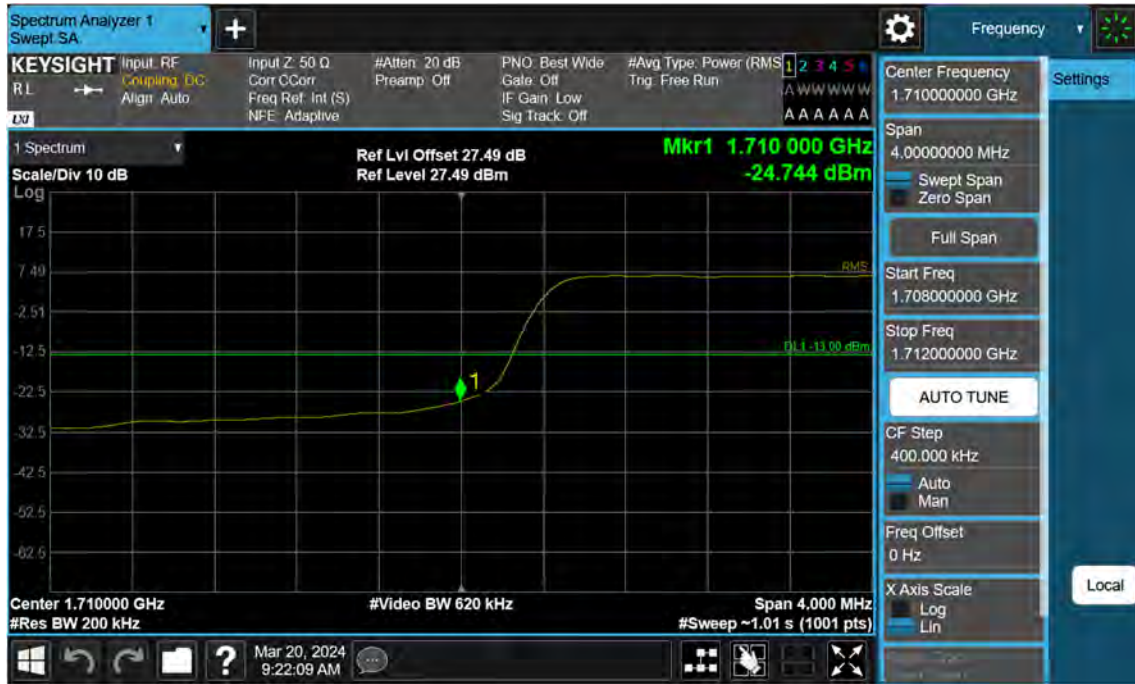 Spectrum Analyzer 1
Swept SA
Frequency
KEYSIGHT
RL
LXI
Input: RF
Coupling: DC
Align: Auto
Input Z: 50 Ω
Corr CCorr
Freq Ref: Int (S)
NFE: Adaptive
#Atten: 20 dB
Preamp: Off
PNO: Best Wide
Gate: Off
IF Gain: Low
Sig Track: Off
#Avg Type: Power (RMS
Trig: Free Run
1 2 3 4 5 6
A W W W W W
A A A A A A
1 Spectrum
Scale/Div 10 dB
Ref Lvl Offset 27.49 dB
Ref Level 27.49 dBm
Mkr1 1.710 000 GHz
-24.744 dBm
Log
17.5
7.49
-2.51
-12.5
-22.5
-32.5
-42.5
-52.5
-62.5
RMS
DL1 -13.00 dBm
1
Center 1.710000 GHz
#Video BW 620 kHz
Span 4.000 MHz
#Res BW 200 kHz
#Sweep ~1.01 s (1001 pts)
Mar 20, 2024
9:22:09 AM
Center Frequency
1.710000000 GHz
Span
4.00000000 MHz
Swept Span
Zero Span
Full Span
Start Freq
1.708000000 GHz
Stop Freq
1.712000000 GHz
AUTO TUNE
CF Step
400.000 kHz
Auto
Man
Freq Offset
0 Hz
X Axis Scale
Log
Lin
Settings
Local